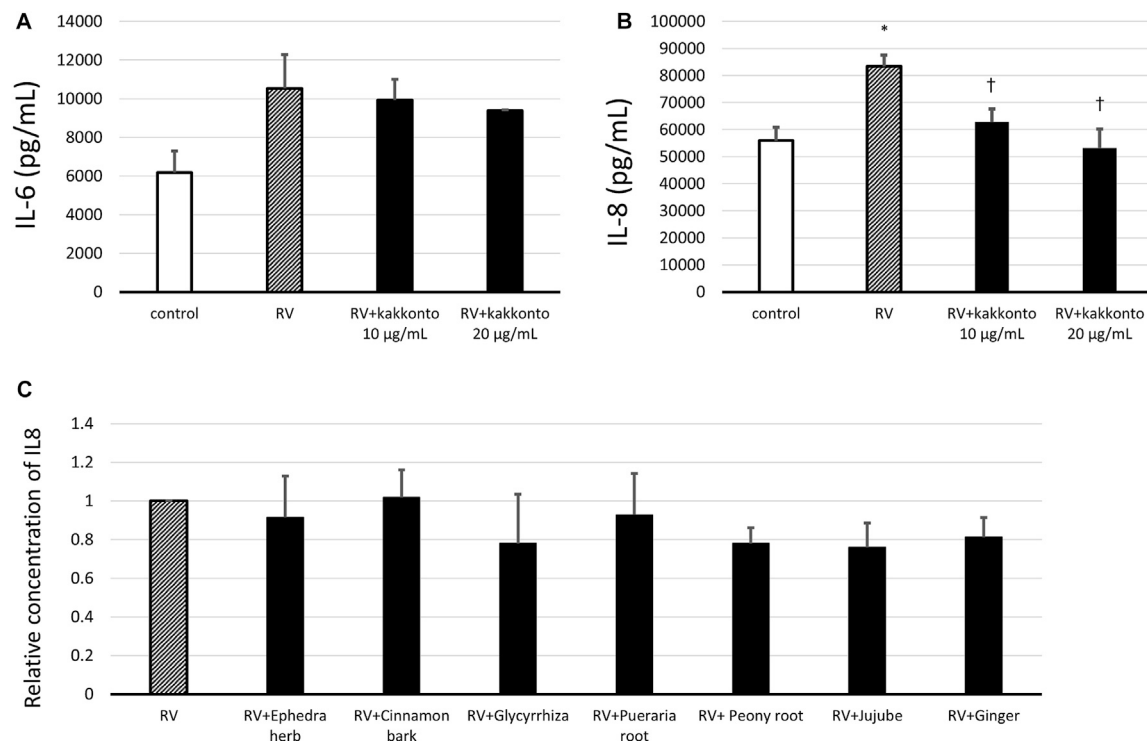 A
IL-6 (pg/mL)
14000
12000
10000
8000
6000
4000
2000
0
control
RV
RV+kakkonto
10 µg/mL
RV+kakkonto
20 µg/mL
B
IL-8 (pg/mL)
100000
90000
80000
70000
60000
50000
40000
30000
20000
10000
0
*
†
†
control
RV
RV+kakkonto
10 µg/mL
RV+kakkonto
20 µg/mL
C
Relative concentration of IL8
1.4
1.2
1
0.8
0.6
0.4
0.2
0
RV
RV+Ephedra
herb
RV+Cinnamon
bark
RV+Glycyrrhiza
RV+Pueraria
root
RV+ Peony root
RV+Jujube
RV+Ginger